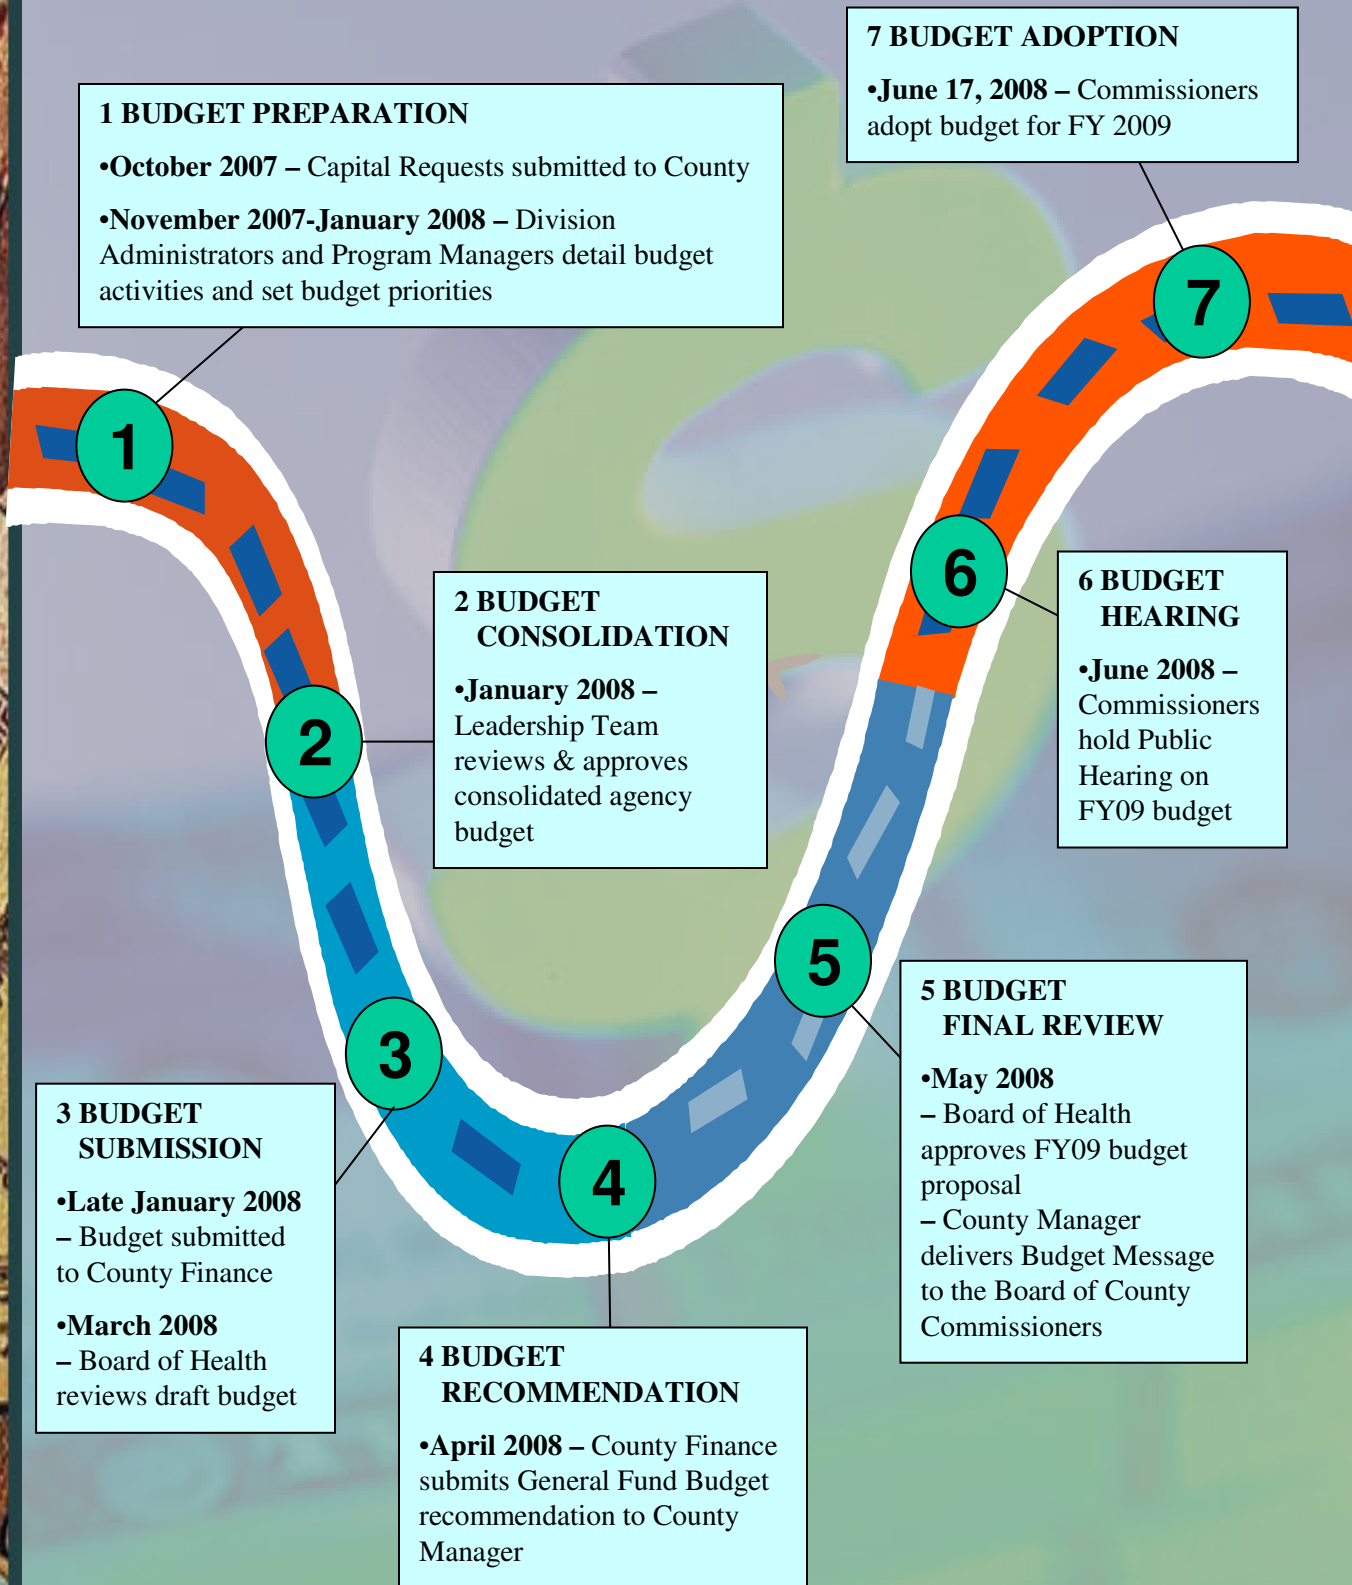 1 BUDGET PREPARATION
•October 2007 – Capital Requests submitted to County
•November 2007-January 2008 – Division
Administrators and Program Managers detail budget
activities and set budget priorities
1
2 BUDGET
CONSOLIDATION
•January 2008 –
Leadership Team
reviews & approves
consolidated agency
budget
2
3 BUDGET
SUBMISSION
•Late January 2008
– Budget submitted
to County Finance
•March 2008
– Board of Health
reviews draft budget
3
4 BUDGET
RECOMMENDATION
•April 2008 – County Finance
submits General Fund Budget
recommendation to County
Manager
4
5 BUDGET
FINAL REVIEW
•May 2008
– Board of Health
approves FY09 budget
proposal
– County Manager
delivers Budget Message
to the Board of County
Commissioners
5
6 BUDGET
HEARING
•June 2008 –
Commissioners
hold Public
Hearing on
FY09 budget
6
7 BUDGET ADOPTION
•June 17, 2008 – Commissioners
adopt budget for FY 2009
7